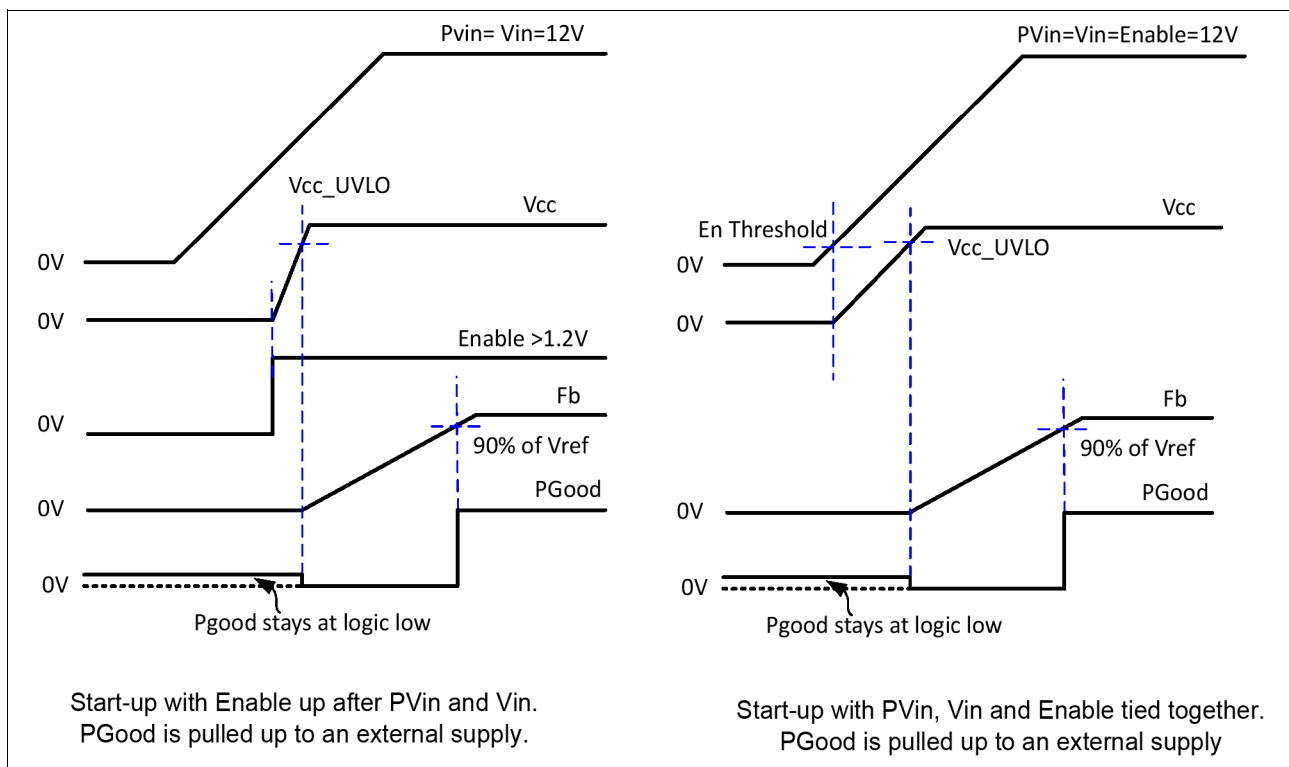 Pvin= Vin=12V
Vcc_UVLO
Vcc
0V
0V
Enable >1.2V
0V
Fb
90% of Vref
PGood
0V
0V
Pgood stays at logic low
Start-up with Enable up after PVin and Vin.
PGood is pulled up to an external supply.
PVin=Vin=Enable=12V
Vcc
En Threshold
Vcc_UVLO
0V
0V
Fb
90% of Vref
PGood
0V
0V
Pgood stays at logic low
Start-up with PVin, Vin and Enable tied together.
PGood is pulled up to an external supply